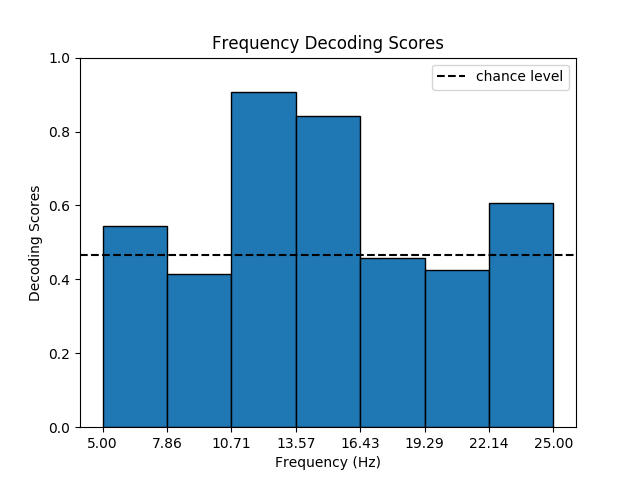 Frequency Decoding Scores
chance level
1.0
0.8
0.6
0.4
0.2
0.0
Decoding Scores
5.00 7.86 10.71 13.57 16.43 19.29 22.14 25.00
Frequency (Hz)